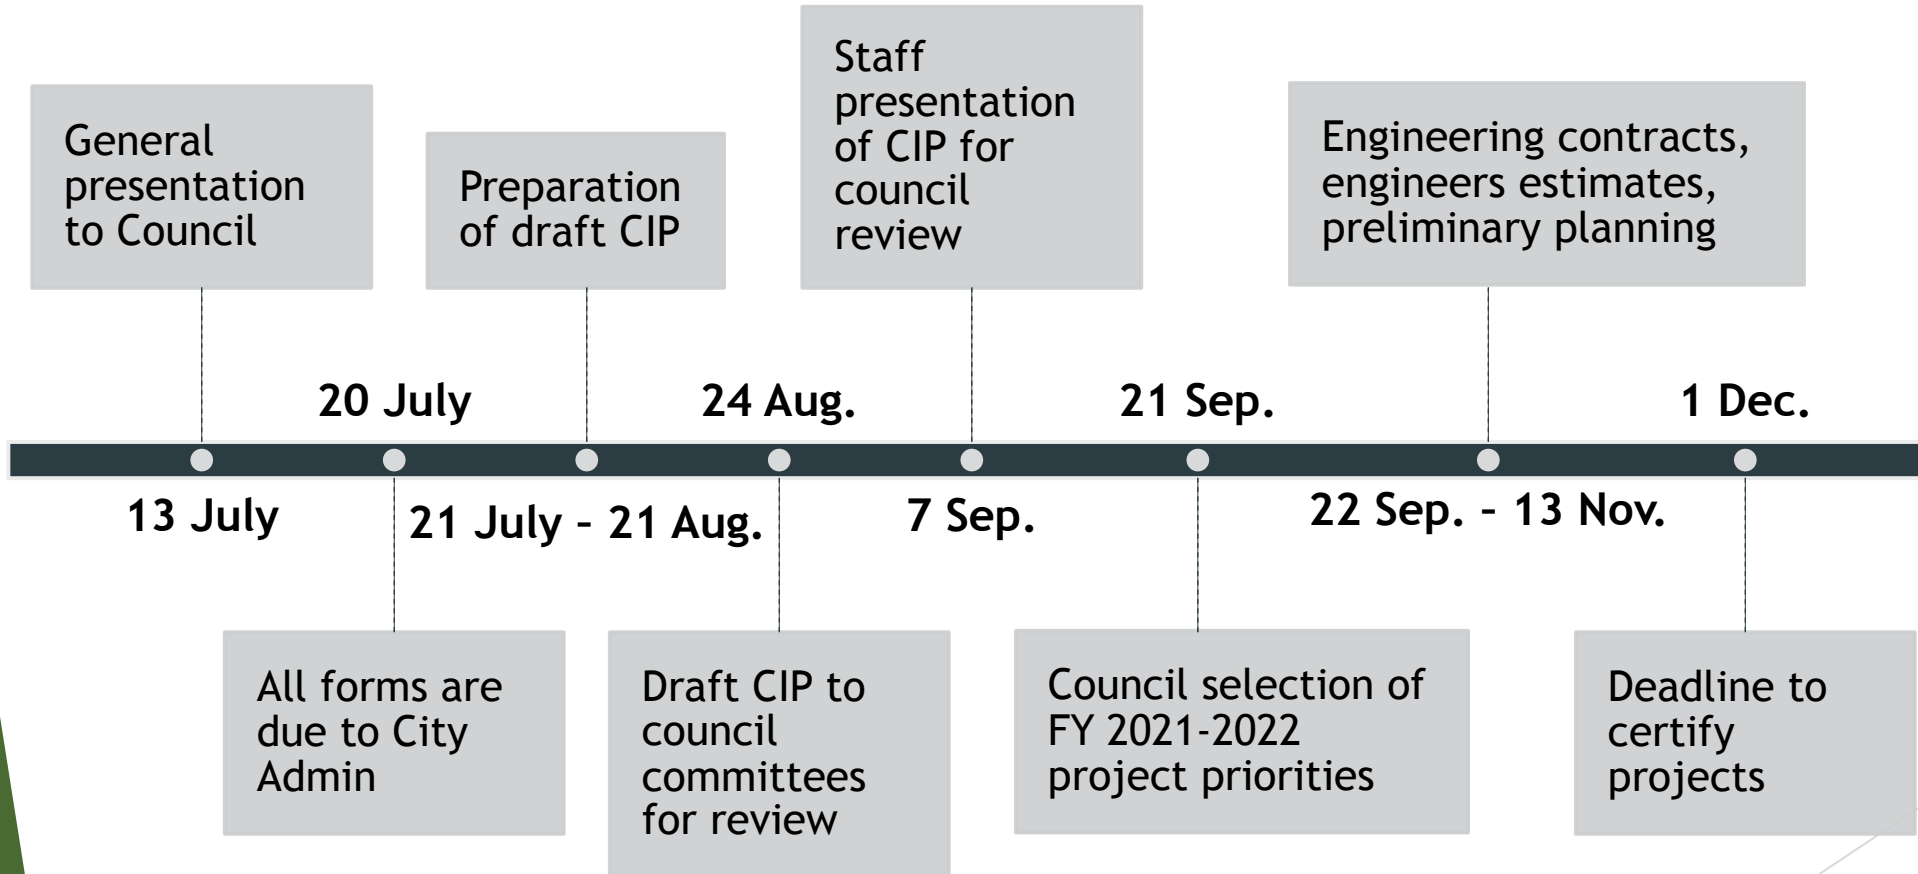 General
presentation
to Council
Preparation
of draft CIP
Staff
presentation
of CIP for
council
review
Engineering contracts,
engineers estimates,
preliminary planning
20 July
24 Aug.
21 Sep.
1 Dec.
13 July
21 July – 21 Aug.
7 Sep.
22 Sep. – 13 Nov.
All forms are
due to City
Admin
Draft CIP to
council
committees
for review
Council selection of
FY 2021-2022
project priorities
Deadline to
certify
projects